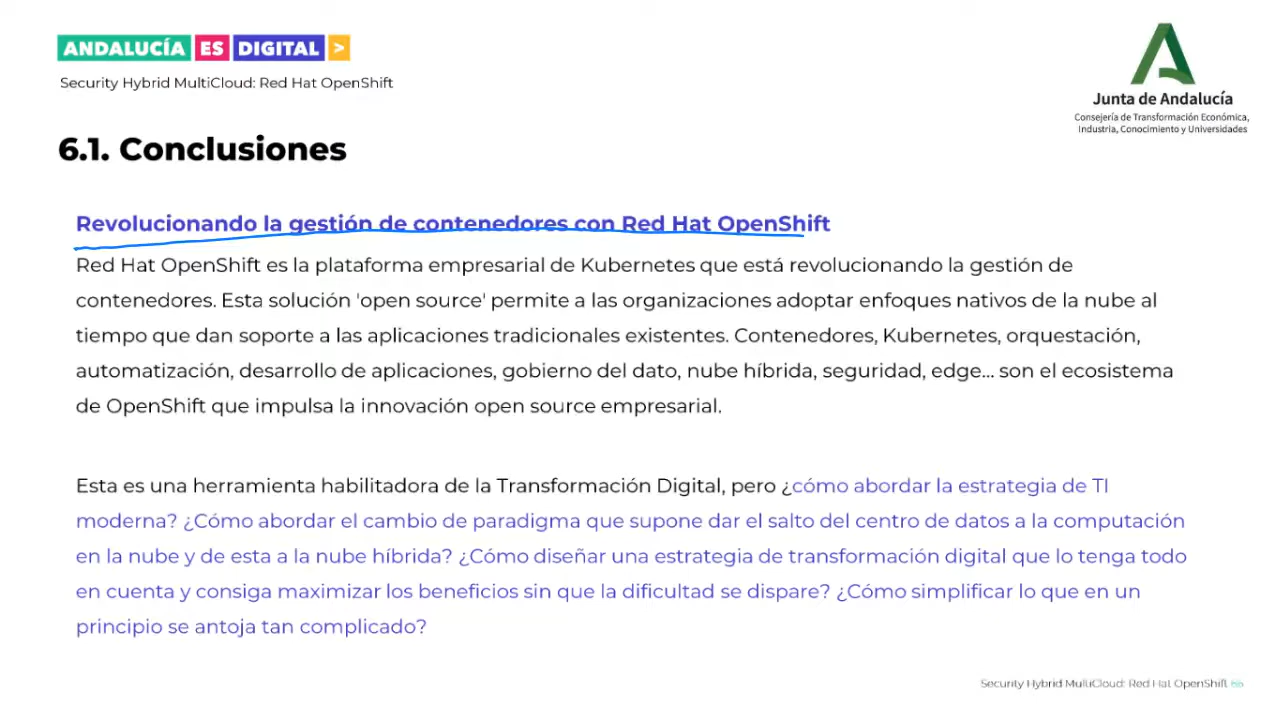 ANDALUCÍA ES DIGITAL >
Security Hybrid MultiCloud: Red Hat OpenShift
Junta de Andalucía
Consejería de Transformación Económica,
Industria, Conocimiento y Universidades
6.1. Conclusiones
Revolucionando la gestión de contenedores con Red Hat OpenShift
Red Hat OpenShift es la plataforma empresarial de Kubernetes que está revolucionando la gestión de
contenedores. Esta solución 'open source' permite a las organizaciones adoptar enfoques nativos de la nube al
tiempo que dan soporte a las aplicaciones tradicionales existentes. Contenedores, Kubernetes, orquestación,
automatización, desarrollo de aplicaciones, gobierno del dato, nube híbrida, seguridad, edge... son el ecosistema
de OpenShift que impulsa la innovación open source empresarial.
Esta es una herramienta habilitadora de la Transformación Digital, pero ¿cómo abordar la estrategia de TI
moderna? ¿Cómo abordar el cambio de paradigma que supone dar el salto del centro de datos a la computación
en la nube y de esta a la nube híbrida? ¿Cómo diseñar una estrategia de transformación digital que lo tenga todo
en cuenta y consiga maximizar los beneficios sin que la dificultad se dispare? ¿Cómo simplificar lo que en un
principio se antoja tan complicado?
Security Hybrid MultiCloud: Red Hat OpenShift